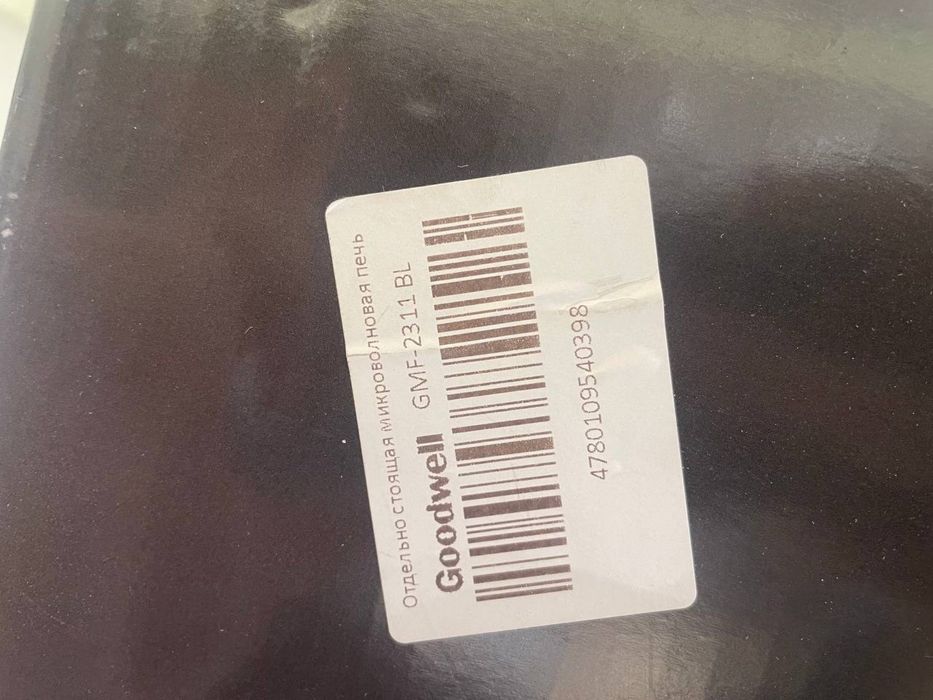 Отдельно стоящая микроволновая печь
Goodwell GMF-2311 BL
4780109540398